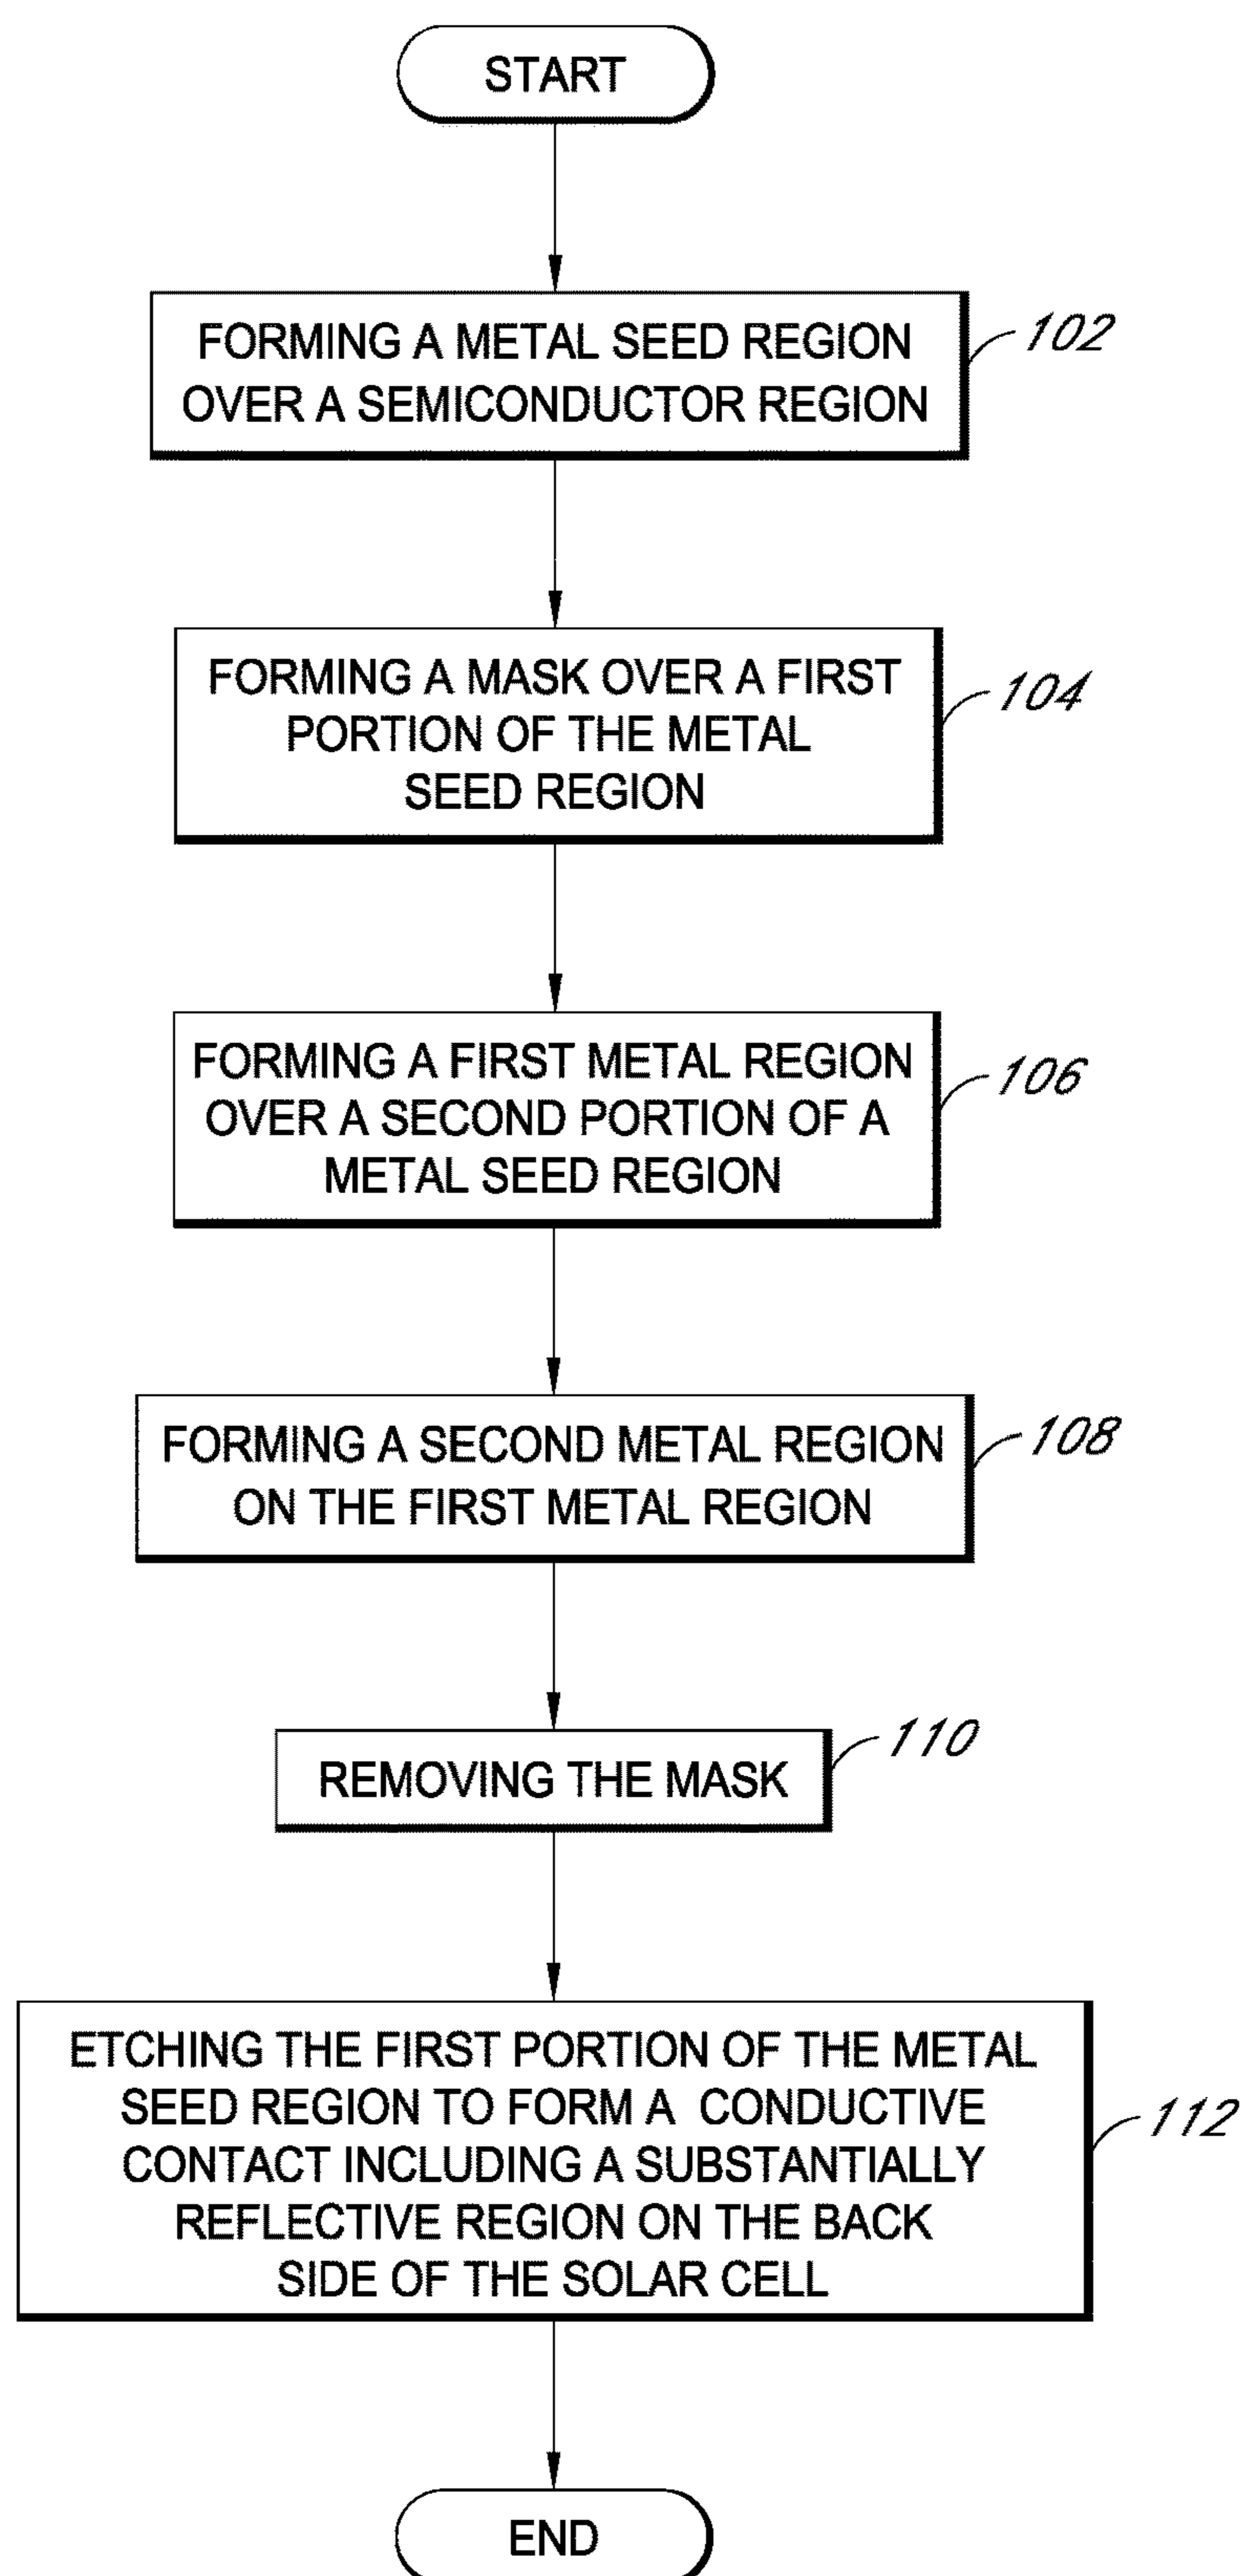 START
FORMING A METAL SEED REGION
OVER A SEMICONDUCTOR REGION
102
FORMING A MASK OVER A FIRST
PORTION OF THE METAL
SEED REGION
104
FORMING A FIRST METAL REGION
OVER A SECOND PORTION OF A
METAL SEED REGION
106
FORMING A SECOND METAL REGION
ON THE FIRST METAL REGION
108
REMOVING THE MASK
110
ETCHING THE FIRST PORTION OF THE METAL
SEED REGION TO FORM A CONDUCTIVE
CONTACT INCLUDING A SUBSTANTIALLY
REFLECTIVE REGION ON THE BACK
SIDE OF THE SOLAR CELL
112
END